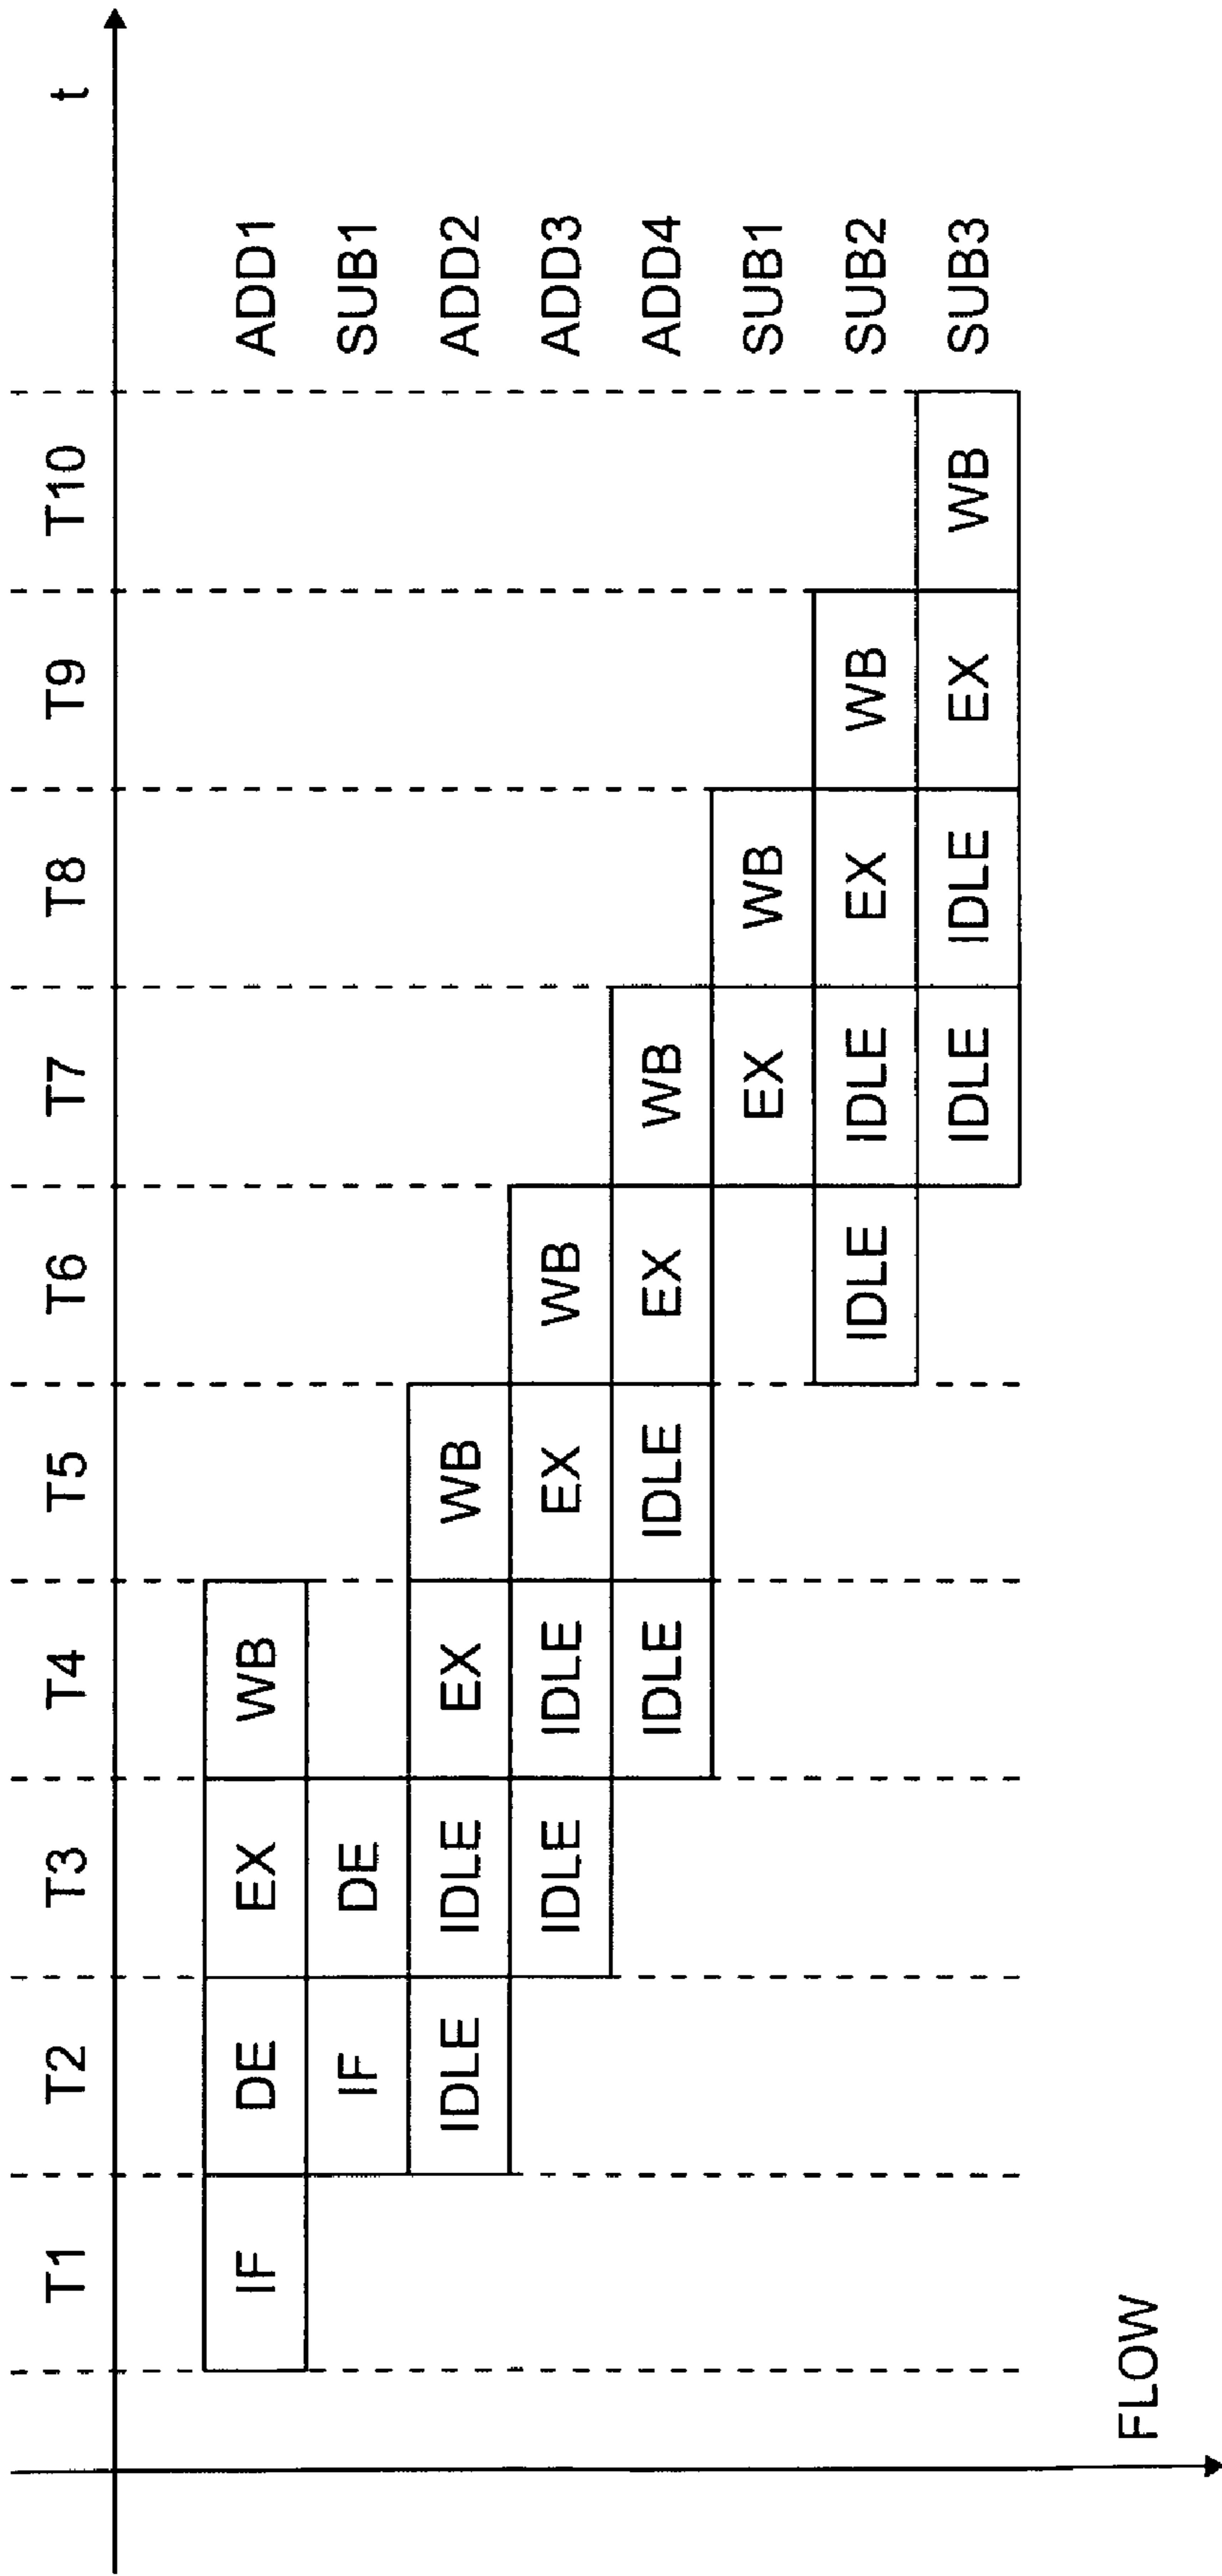 T1 T2 T3 T4 T5 T6 T7 T8 T9 T10 t
IF DE EX WB ADD1
IF DE SUB1
IDLE IDLE EX WB ADD2
IDLE IDLE EX WB ADD3
IDLE IDLE EX WB ADD4
EX WB SUB1
IDLE IDLE EX WB SUB2
IDLE IDLE EX WB SUB3
FLOW